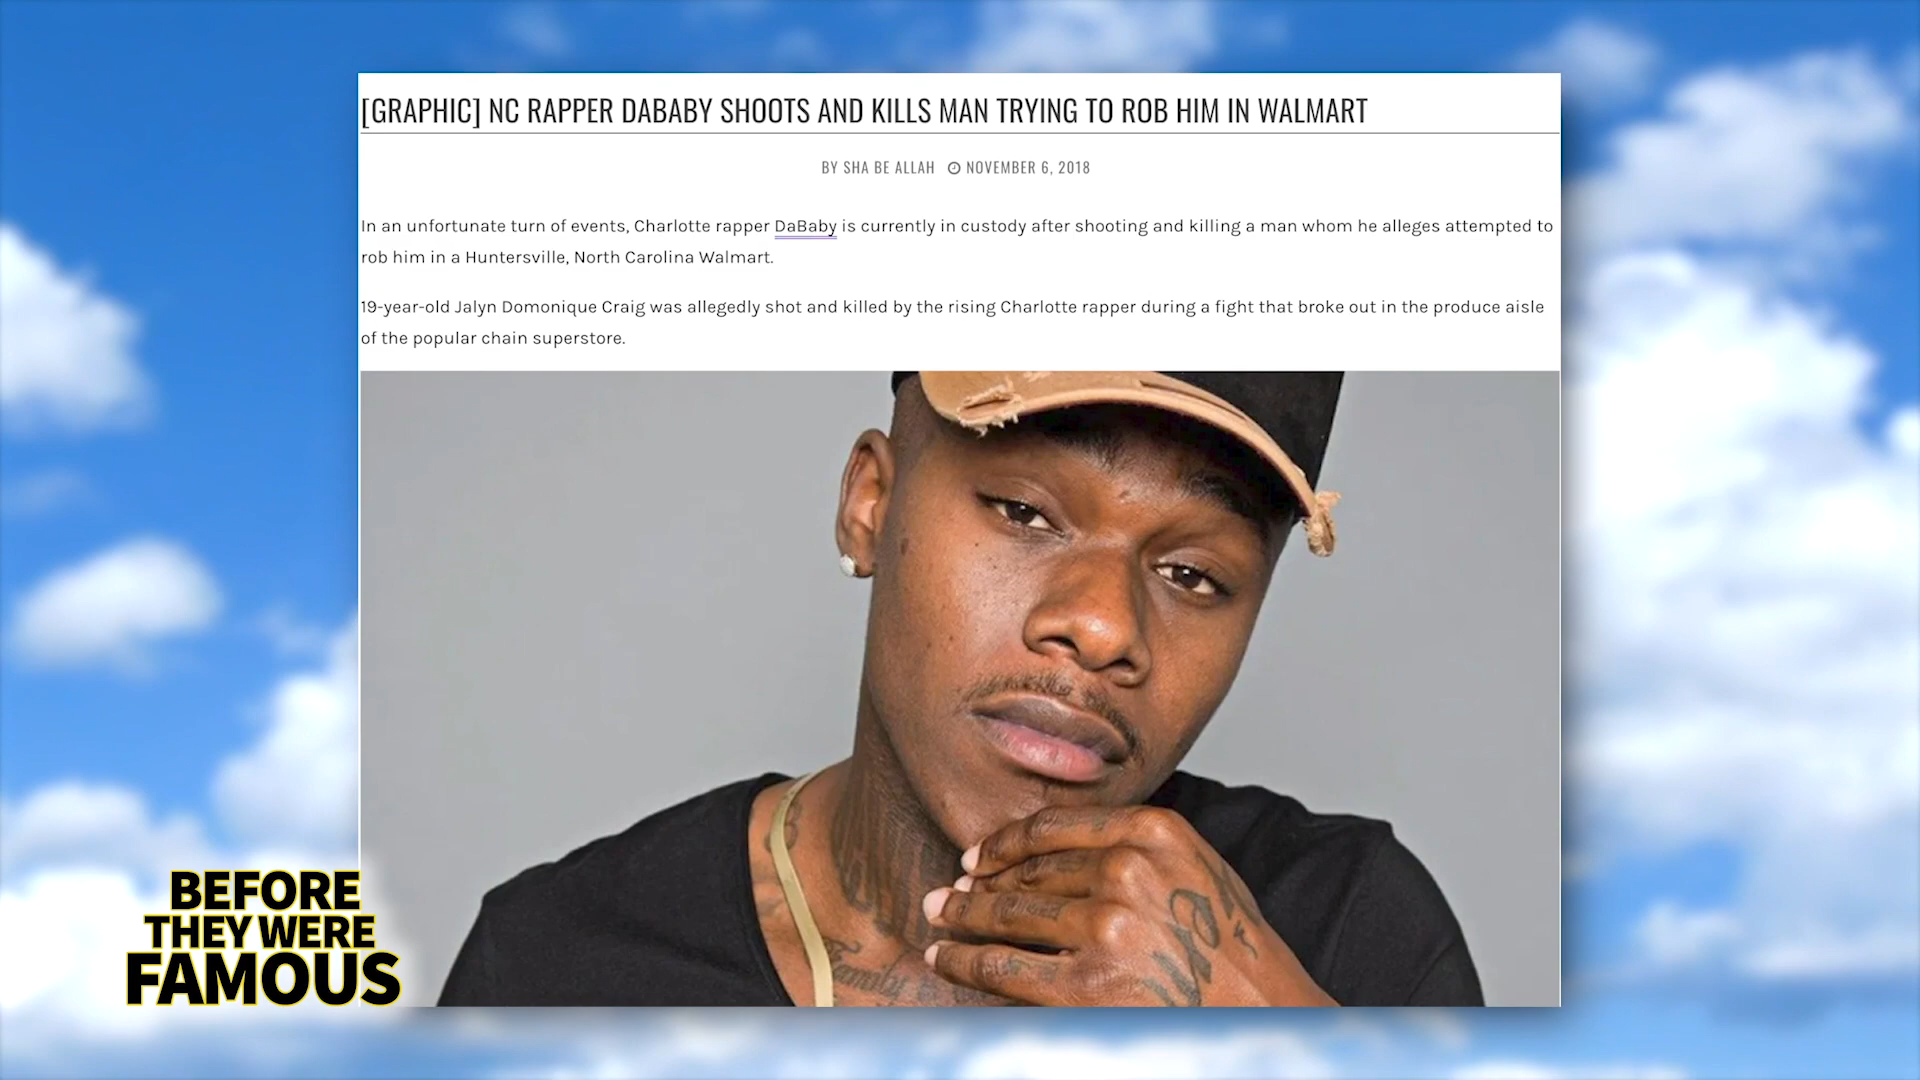 [GRAPHIC] NC RAPPER DABABY SHOOTS AND KILLS MAN TRYING TO ROB HIM IN WALMART
BY SHA BE ALLAH NOVEMBER 6, 2018
In an unfortunate turn of events, Charlotte rapper DaBaby is currently in custody after shooting and killing a man whom he alleges attempted to
rob him in a Huntersville, North Carolina Walmart.
19-year-old Jalyn Domonique Craig was allegedly shot and killed by the rising Charlotte rapper during a fight that broke out in the produce aisle
of the popular chain superstore.
Family
BEFORE
THEY WERE
FAMOUS